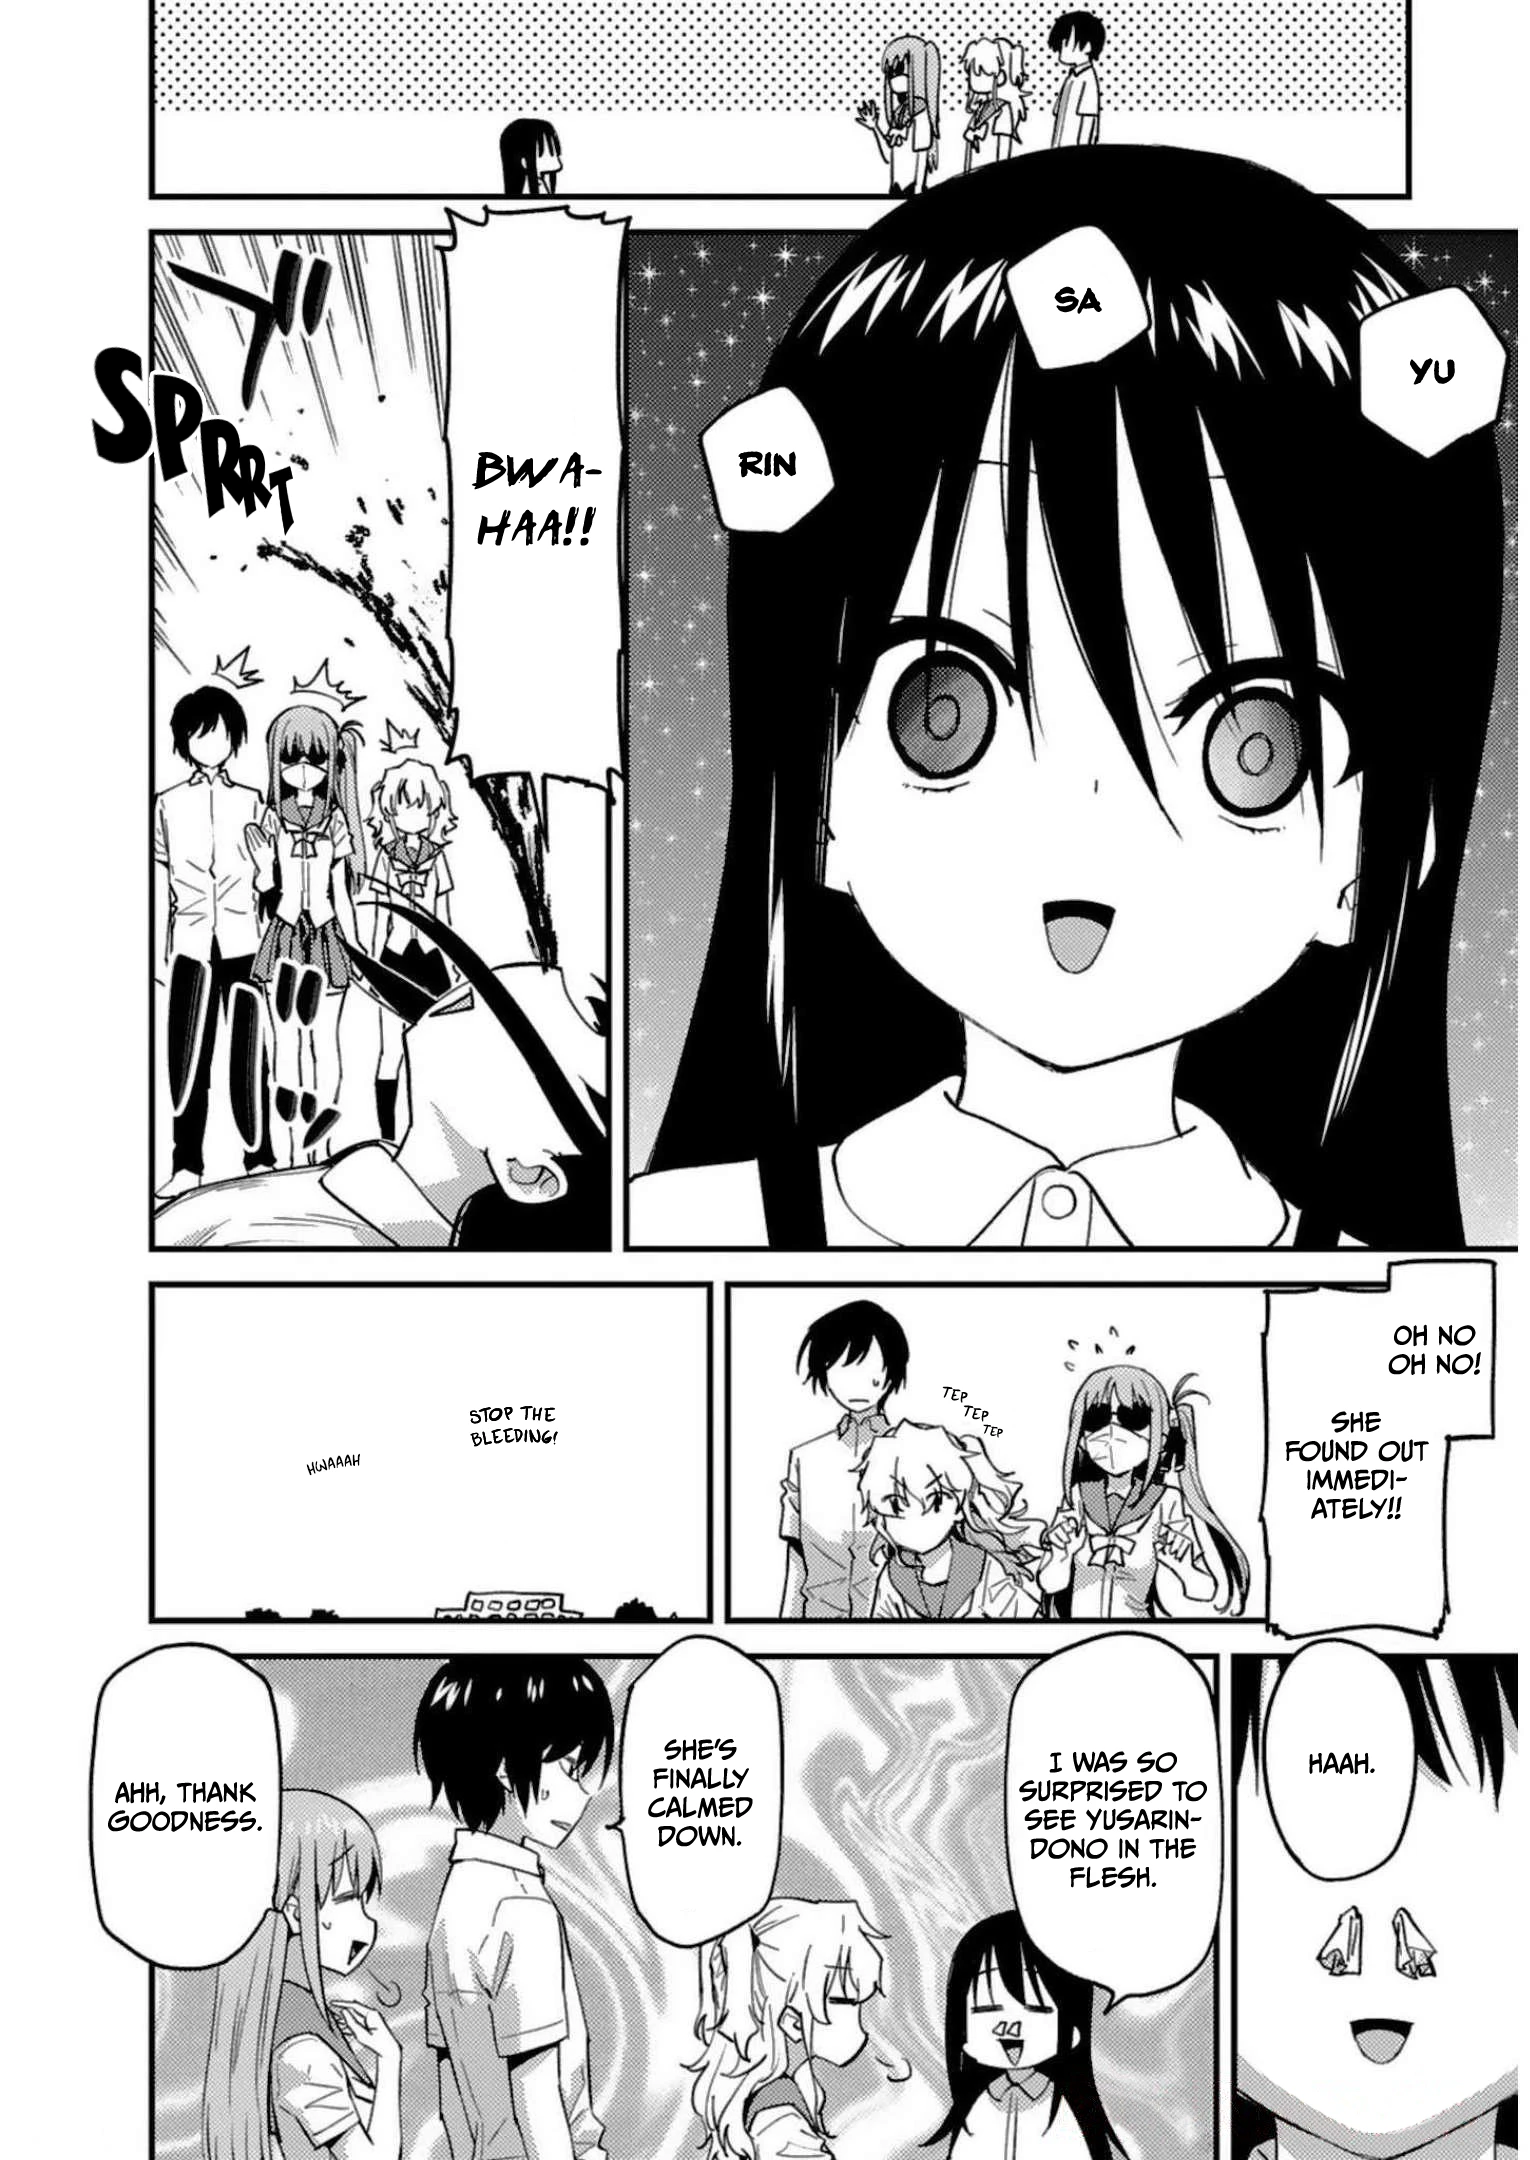 YU
SA
RIN
BWA-
HAA!!
ブ
SPRRT
OH NO
OH NO!
SHE
FOUND OUT
IMMEDI-
ATELY!!
TEP
TEP
TEP
STOP THE
BLEEDING!
HWAAAH
HAAH.
I WAS SO
SURPRISED TO
SEE YUSARIN-
DONO IN THE
FLESH.
SHE'S
FINALLY
CALMED
DOWN.
AHH, THANK
GOODNESS.